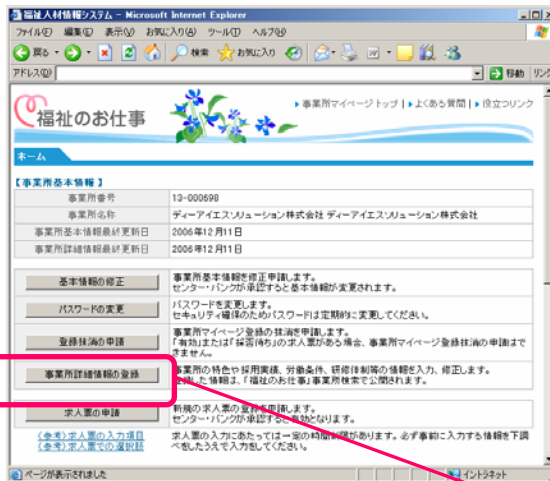 福祉人材情報システム - Microsoft Internet Explorer
ファイル(F) 編集(E) 表示(V) お気に入り(A) ツール(T) ヘルプ(H)
戻る 検索 お気に入り
アドレス(D) 移動 リンク
福祉のお仕事
事業所マイページトップ | よくある質問 | 役立つリンク
ホーム
【事業所基本情報】
事業所番号 13-000698
事業所名称 ディーアイエスソリューション株式会社 ディーアイエスソリューション株式会社
事業所基本情報最終更新日 2006年12月11日
事業所詳細情報最終更新日 2006年12月11日
基本情報の修正 事業所基本情報を修正申請します。
センター・バンクが承認すると基本情報が変更されます。
パスワードの変更 パスワードを変更します。
セキュリティ確保のためパスワードは定期的に変更してください。
登録抹消の申請 事業所マイページ登録の抹消を申請します。
「有効」または「採否待ち」の求人票がある場合、事業所マイページ登録抹消の申請はで
きません。
事業所詳細情報の登録 事業所の特色や採用実績、労働条件、研修体制等の情報を入力、修正します。
登録した情報は、「福祉のお仕事」事業所検索で公開されます。
求人票の申請 新規の求人票の登録を申請します。
センター・バンクが承認すると有効となります。
(参考)求人票の入力項目 求人票の入力にあたっては一定の時間制限があります。必ず事前に入力する情報を下調
(参考)求人票での選択肢 べをしたうえで入力をしてください。
ページが表示されました イントラネット